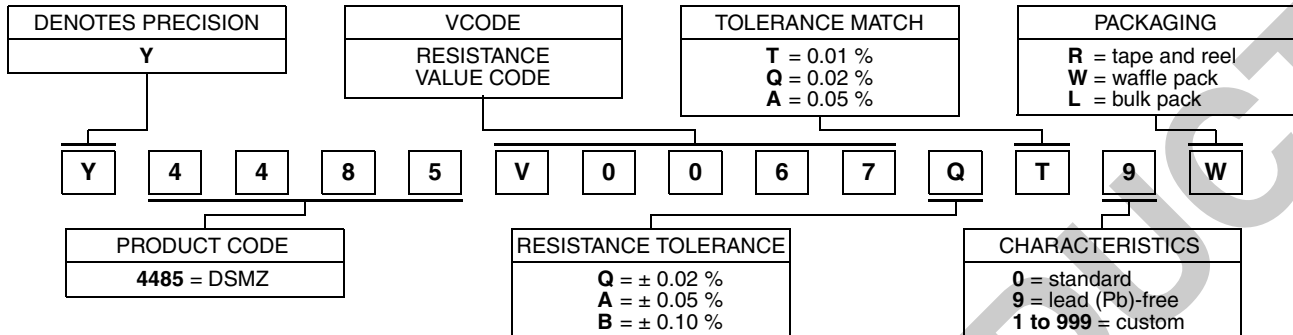 DENOTES PRECISION
Y
VCODE
RESISTANCE
VALUE CODE
TOLERANCE MATCH
T = 0.01 %
Q = 0.02 %
A = 0.05 %
PACKAGING
R = tape and reel
W = waffle pack
L = bulk pack
Y 4 4 8 5 V 0 0 6 7 Q T 9 W
PRODUCT CODE
4485 = DSMZ
RESISTANCE TOLERANCE
Q = ± 0.02 %
A = ± 0.05 %
B = ± 0.10 %
CHARACTERISTICS
0 = standard
9 = lead (Pb)-free
1 to 999 = custom